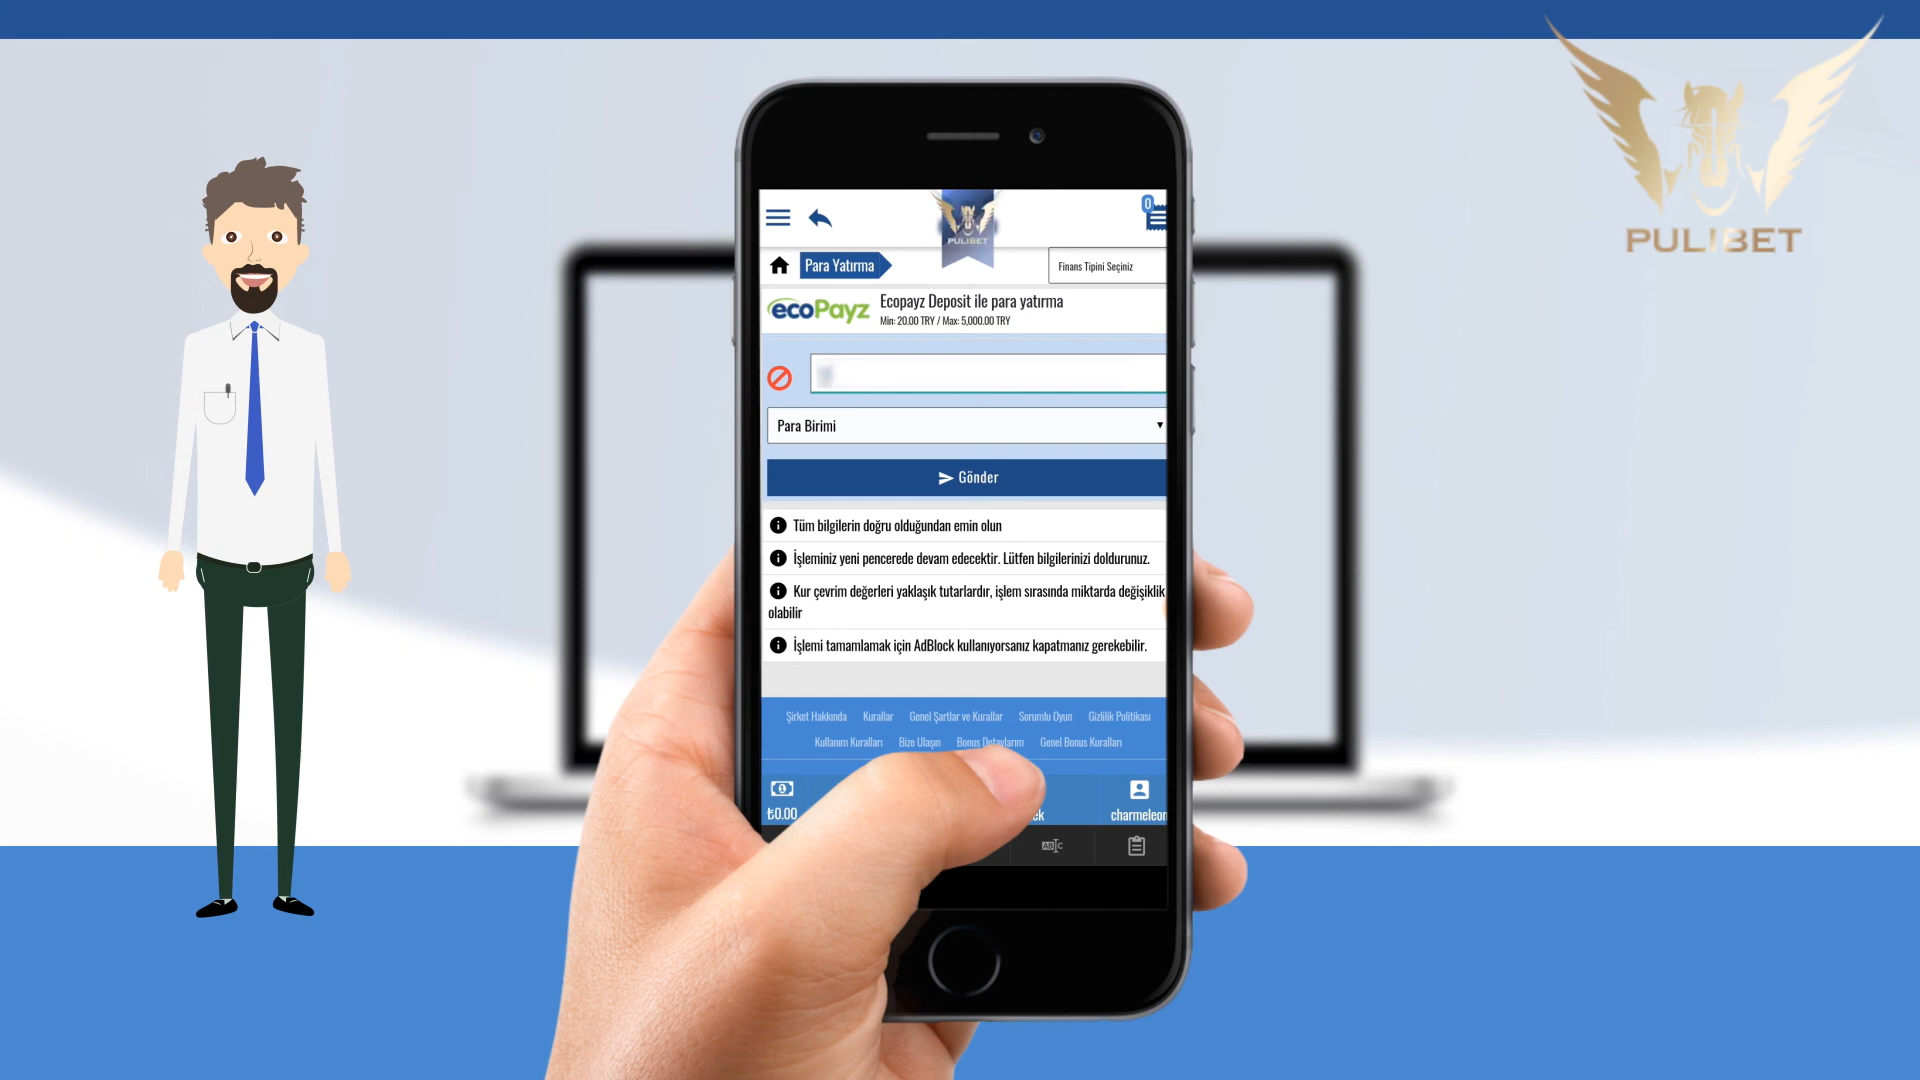 PULIBET
0
PULIBET
Para Yatırma
Finans Tipini Seçiniz
ecoPayz
Ecopayz Deposit ile para yatırma
Min: 20.00 TRY / Max: 5,000.00 TRY
Para Birimi
Gönder
Tüm bilgilerin doğru olduğundan emin olun
İşleminiz yeni pencerede devam edecektir. Lütfen bilgilerinizi doldurunuz.
Kur çevrim değerleri yaklaşık tutarlardır, işlem sırasında miktarda değişiklik
olabilir
İşlemi tamamlamak için AdBlock kullanıyorsanız kapatmanız gerekebilir.
Şirket Hakkında Kurallar Genel Şartlar ve Kurallar Sorumlu Oyun Gizlilik Politikası
Kullanım Kuralları Bize Ulaşın Bonus Detaylarım Genel Bonus Kuralları
₺0.00 ek charmeleon